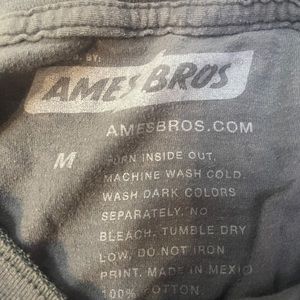 BY:
AMES BROS
AMESBROS.COM
M
TURN INSIDE OUT.
MACHINE WASH COLD.
WASH DARK COLORS
SEPARATELY. NO
BLEACH, TUMBLE DRY
LOW, DO NOT IRON
PRINT. MADE IN MEXICO
100% COTTON.